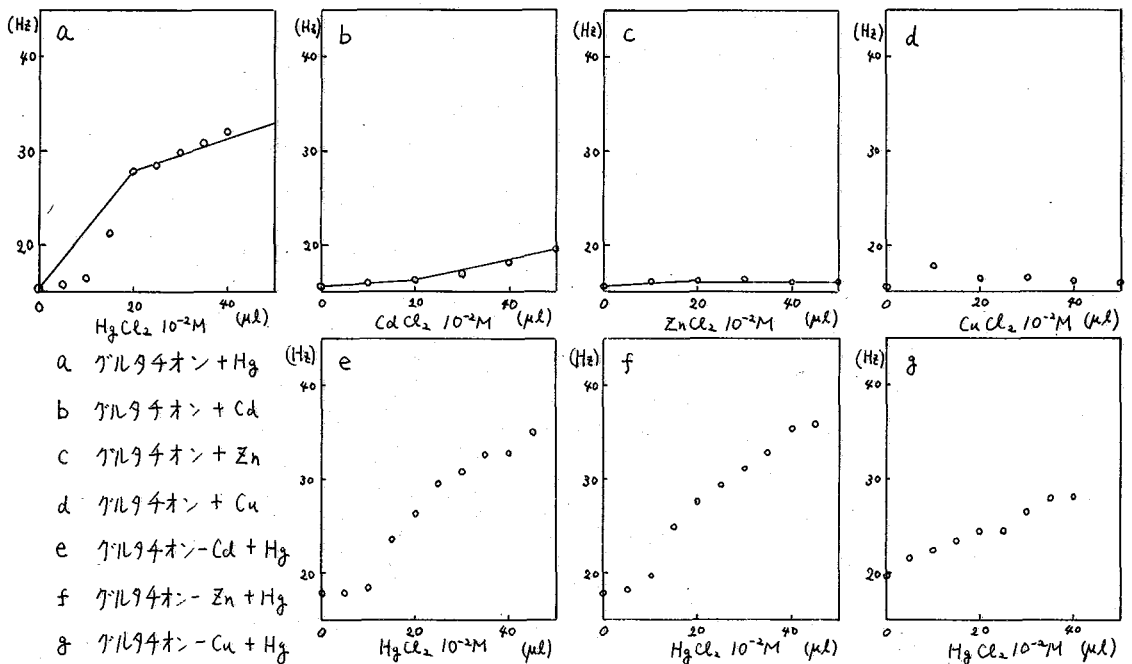 (Hz) a
40
30
20
0 20 40
HgCl₂ 10⁻²M (μl)
(Hz) b
40
30
20
0 20 40
CdCl₂ 10⁻²M (μl)
(Hz) c
40
30
20
0 20 40
ZnCl₂ 10⁻²M (μl)
(Hz) d
40
30
20
0 20 40
CuCl₂ 10⁻²M (μl)
a グルタチオン + Hg
b グルタチオン + Cd
c グルタチオン + Zn
d グルタチオン + Cu
e グルタチオン-Cd + Hg
f グルタチオン-Zn + Hg
g グルタチオン-Cu + Hg
(Hz) e
40
30
20
0 20 40
HgCl₂ 10⁻²M (μl)
(Hz) f
40
30
20
0 20 40
HgCl₂ 10⁻²M (μl)
(Hz) g
40
30
20
0 20 40
HgCl₂ 10⁻²M (μl)